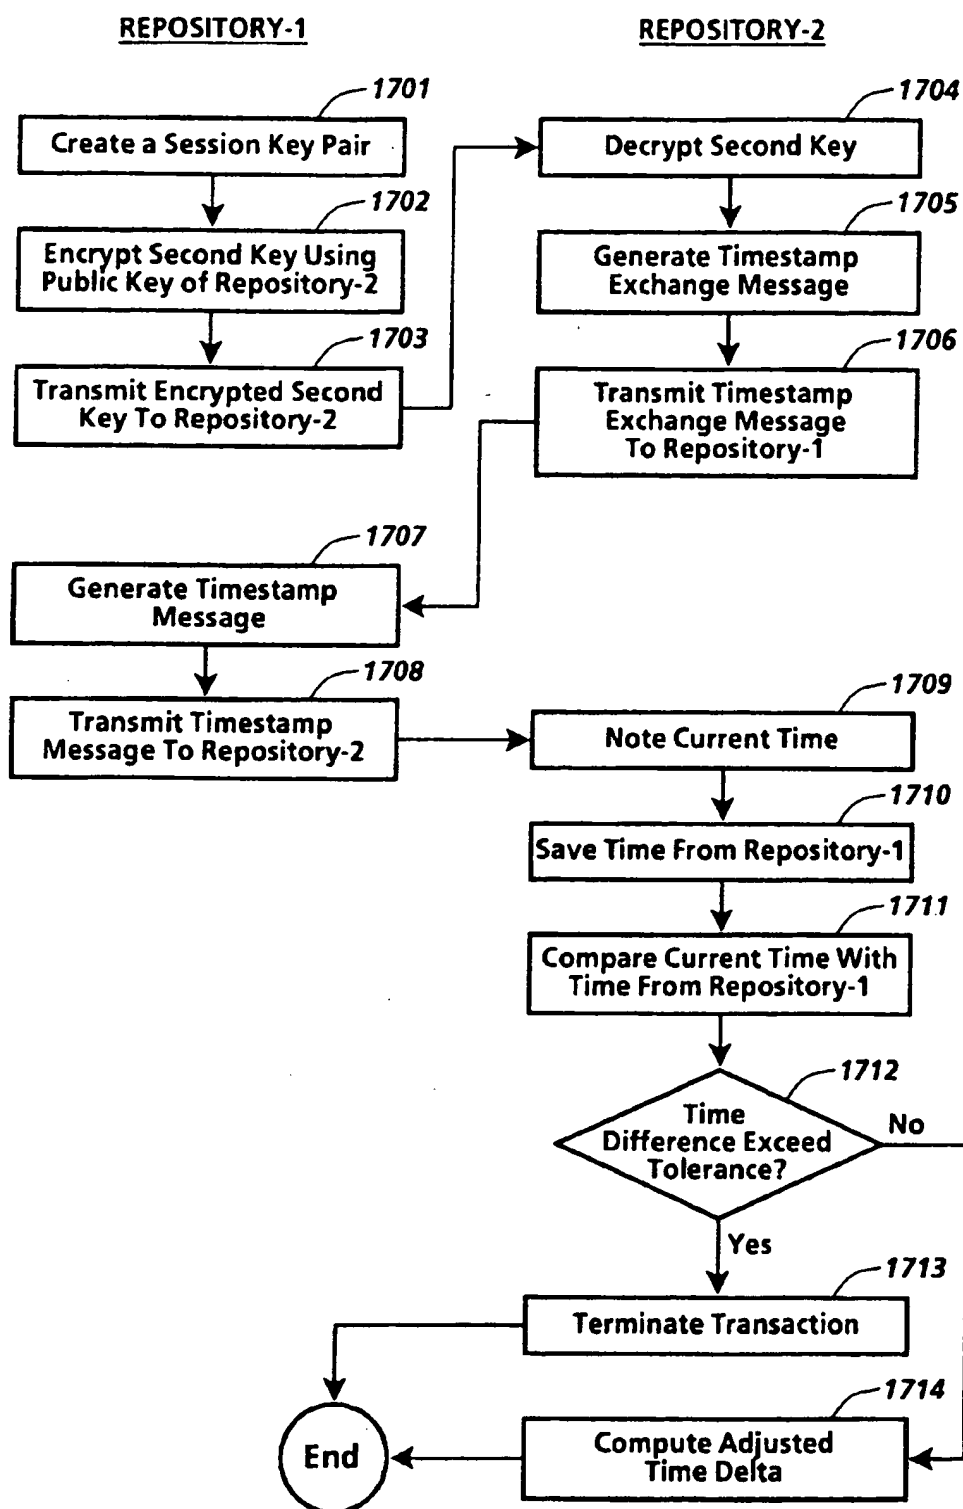 REPOSITORY-1
REPOSITORY-2
1701
Create a Session Key Pair
1702
Encrypt Second Key Using
Public Key of Repository-2
1703
Transmit Encrypted Second
Key To Repository-2
1704
Decrypt Second Key
1705
Generate Timestamp
Exchange Message
1706
Transmit Timestamp
Exchange Message
To Repository-1
1707
Generate Timestamp
Message
1708
Transmit Timestamp
Message To Repository-2
1709
Note Current Time
1710
Save Time From Repository-1
1711
Compare Current Time With
Time From Repository-1
1712
Time
Difference Exceed
Tolerance?
No
Yes
1713
Terminate Transaction
1714
Compute Adjusted
Time Delta
End